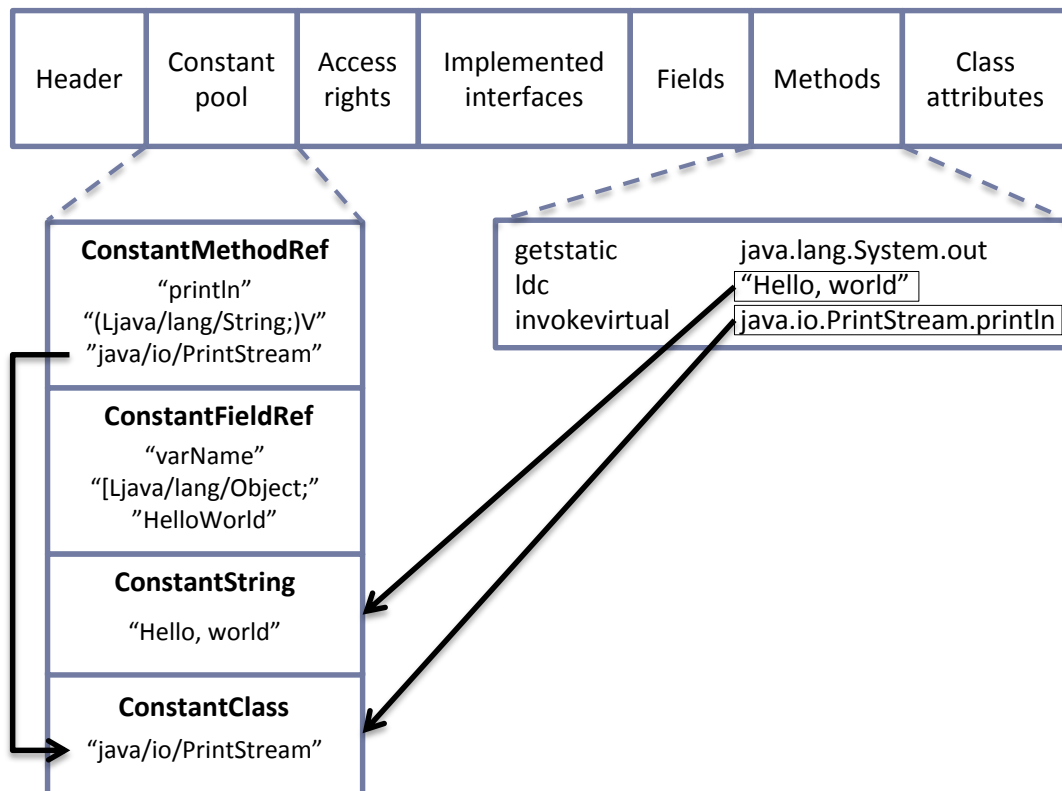 Header
Constant
pool
Access
rights
Implemented
interfaces
Fields
Methods
Class
attributes
ConstantMethodRef
“println”
“(Ljava/lang/String;)V”
”java/io/PrintStream”
ConstantFieldRef
“varName”
“[Ljava/lang/Object;”
”HelloWorld”
ConstantString
“Hello, world”
ConstantClass
“java/io/PrintStream”
getstatic java.lang.System.out
ldc “Hello, world”
invokevirtual java.io.PrintStream.println